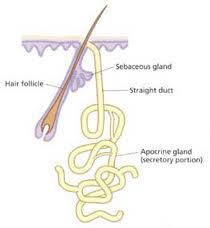 Sebaceous gland
Hair follicle
Straight duct
Apocrine gland
(secretory portion)